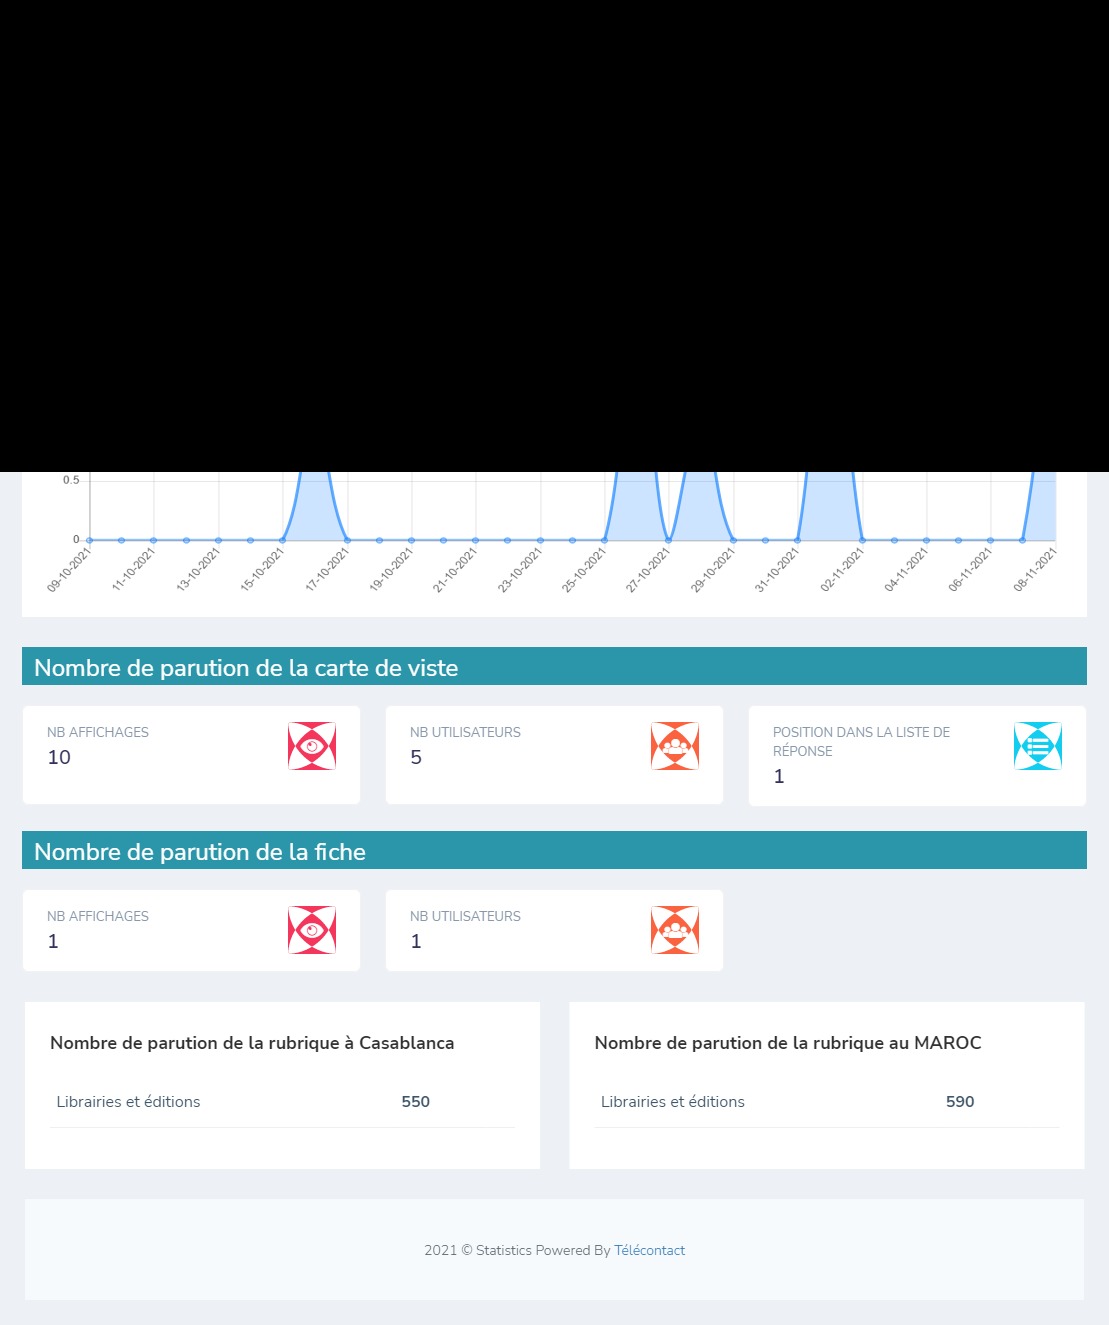 0.5
0
09-10-2021
11-10-2021
13-10-2021
15-10-2021
17-10-2021
19-10-2021
21-10-2021
23-10-2021
25-10-2021
27-10-2021
29-10-2021
31-10-2021
02-11-2021
04-11-2021
06-11-2021
08-11-2021
Nombre de parution de la carte de viste
NB AFFICHAGES
10
NB UTILISATEURS
5
POSITION DANS LA LISTE DE
RÉPONSE
1
Nombre de parution de la fiche
NB AFFICHAGES
1
NB UTILISATEURS
1
Nombre de parution de la rubrique à Casablanca
Librairies et éditions 550
Nombre de parution de la rubrique au MAROC
Librairies et éditions 590
2021 © Statistics Powered By Télécontact